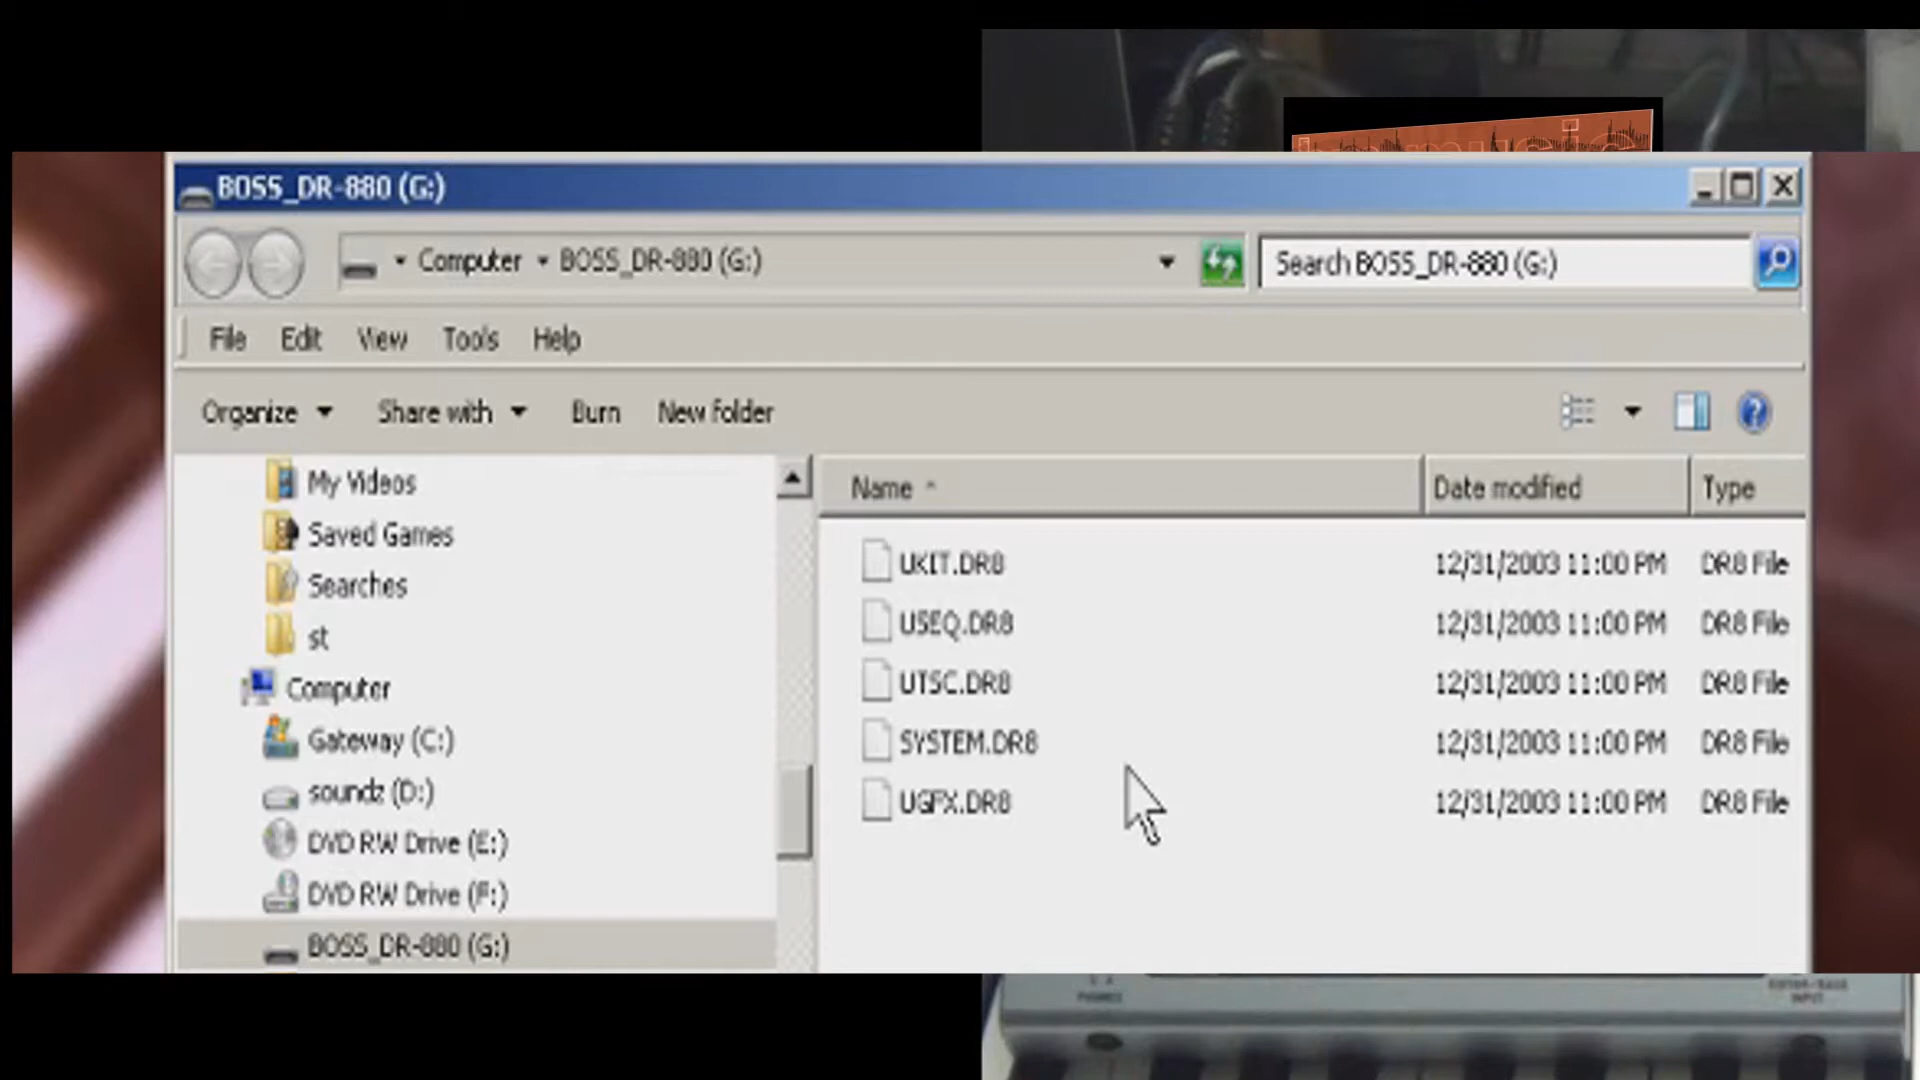 BOSS_DR-880 (G:)
Computer BOSS_DR-880 (G:) Search BOSS_DR-880 (G:)
File Edit View Tools Help
Organize Share with Burn New folder
Name Date modified Type
My Videos
Saved Games
Searches
st
Computer
Gateway (C:)
soundz (D:)
DVD RW Drive (E:)
DVD RW Drive (F:)
BOSS_DR-880 (G:)
UKIT.DR8 12/31/2003 11:00 PM DR8 File
USEQ.DR8 12/31/2003 11:00 PM DR8 File
UTSC.DR8 12/31/2003 11:00 PM DR8 File
SYSTEM.DR8 12/31/2003 11:00 PM DR8 File
UGFX.DR8 12/31/2003 11:00 PM DR8 File
PHONES
INPUT